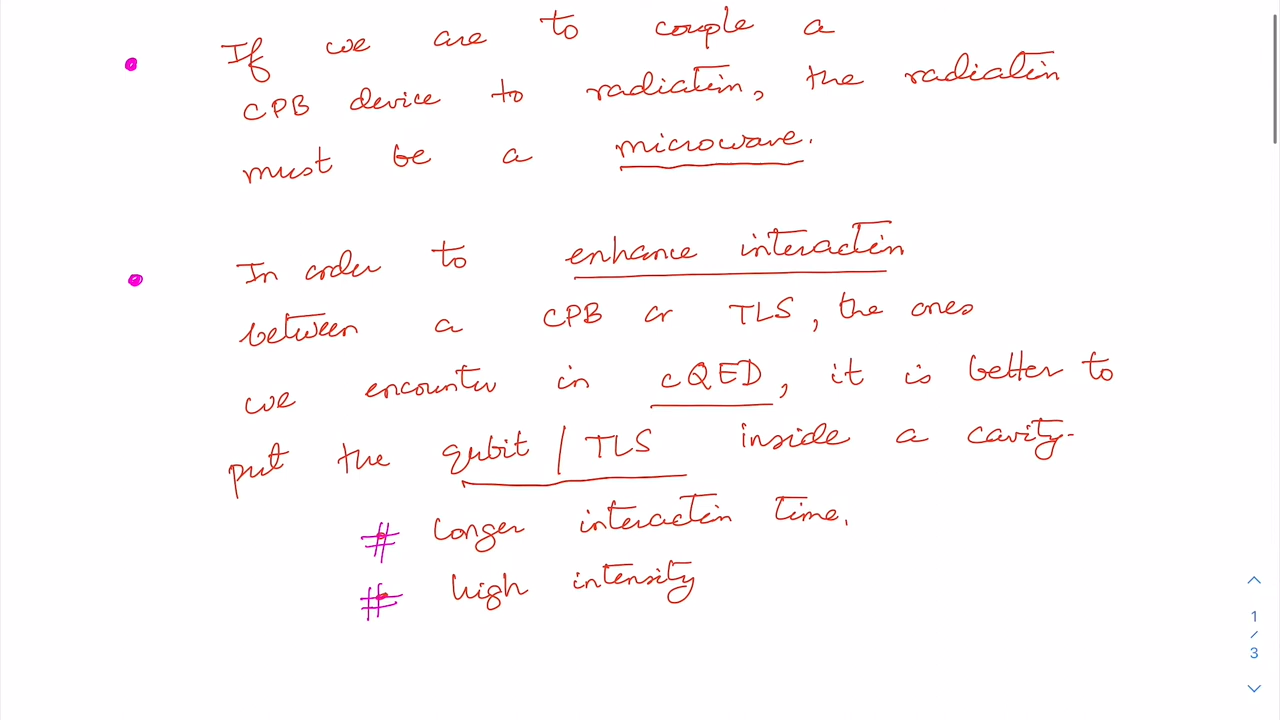 If we are to couple a
CPB device to radiation, the radiation
must be a microwave.
In order to enhance interaction
between a CPB or TLS, the ones
we encounter in cQED, it is better to
put the qubit / TLS inside a cavity.
# longer interaction time.
# high intensity
1
/
3